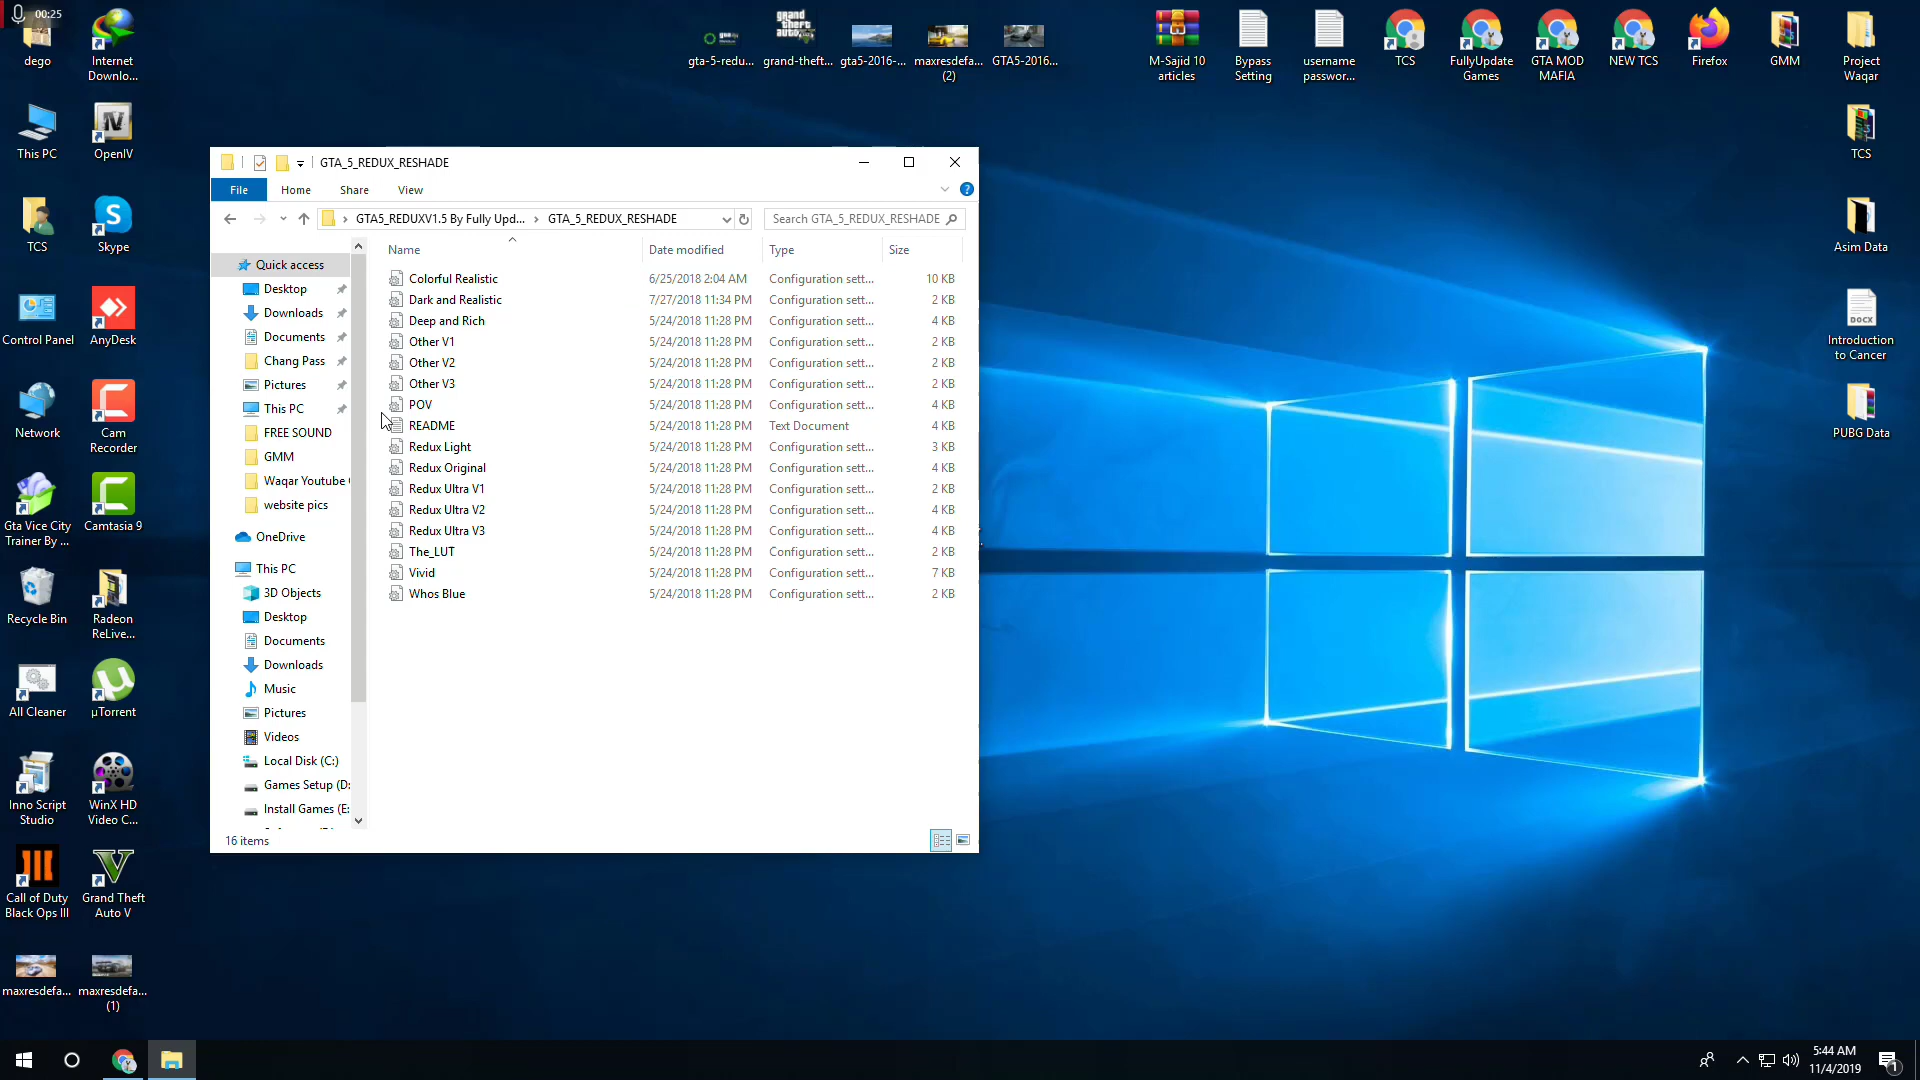 00:25
dego
Internet
Downlo...
gta-5-redu...
grand-theft...
gta5-2016-...
maxresdefa...
(2)
GTA5-2016...
M-Sajid 10
articles
Bypass
Setting
username
passwor...
TCS
FullyUpdate
Games
GTA MOD
MAFIA
NEW TCS
Firefox
GMM
Project
Waqar
This PC
OpenIV
TCS
TCS
Skype
Asim Data
Control Panel
AnyDesk
Introduction
to Cancer
Network
Cam
Recorder
PUBG Data
Gta Vice City
Trainer By ...
Camtasia 9
Recycle Bin
Radeon
ReLive...
All Cleaner
µTorrent
Inno Script
Studio
WinX HD
Video C...
Call of Duty
Black Ops III
Grand Theft
Auto V
maxresdefa...
maxresdefa...
(1)
GTA_5_REDUX_RESHADE
File Home Share View
GTA5_REDUXV1.5 By Fully Upd... > GTA_5_REDUX_RESHADE
Search GTA_5_REDUX_RESHADE
Quick access
Desktop
Downloads
Documents
Chang Pass
Pictures
This PC
FREE SOUND
GMM
Waqar Youtube
website pics
OneDrive
This PC
3D Objects
Desktop
Documents
Downloads
Music
Pictures
Videos
Local Disk (C:)
Games Setup (D:
Install Games (E:
Name Date modified Type Size
Colorful Realistic 6/25/2018 2:04 AM Configuration sett... 10 KB
Dark and Realistic 7/27/2018 11:34 PM Configuration sett... 2 KB
Deep and Rich 5/24/2018 11:28 PM Configuration sett... 4 KB
Other V1 5/24/2018 11:28 PM Configuration sett... 2 KB
Other V2 5/24/2018 11:28 PM Configuration sett... 2 KB
Other V3 5/24/2018 11:28 PM Configuration sett... 2 KB
POV 5/24/2018 11:28 PM Configuration sett... 4 KB
README 5/24/2018 11:28 PM Text Document 4 KB
Redux Light 5/24/2018 11:28 PM Configuration sett... 3 KB
Redux Original 5/24/2018 11:28 PM Configuration sett... 4 KB
Redux Ultra V1 5/24/2018 11:28 PM Configuration sett... 2 KB
Redux Ultra V2 5/24/2018 11:28 PM Configuration sett... 4 KB
Redux Ultra V3 5/24/2018 11:28 PM Configuration sett... 4 KB
The_LUT 5/24/2018 11:28 PM Configuration sett... 2 KB
Vivid 5/24/2018 11:28 PM Configuration sett... 7 KB
Whos Blue 5/24/2018 11:28 PM Configuration sett... 2 KB
16 items
5:44 AM
11/4/2019
1